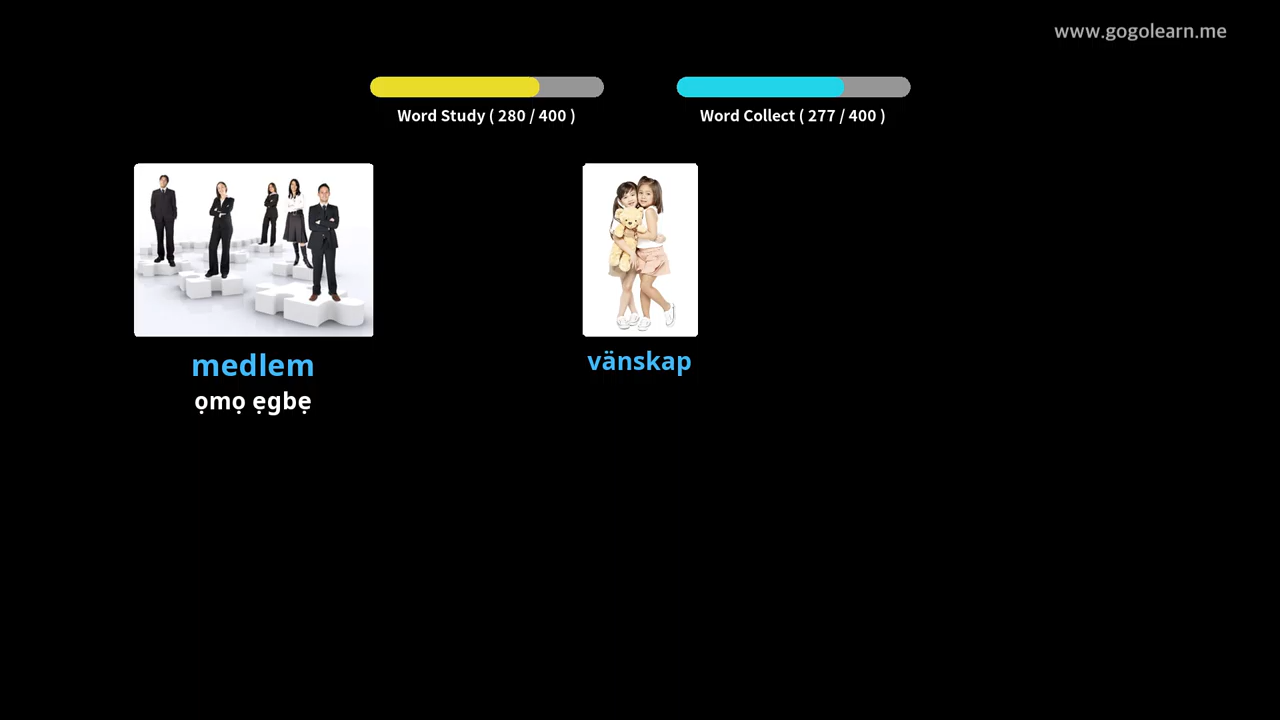 www.gogolearn.me
Word Study ( 280 / 400 )
Word Collect ( 277 / 400 )
medlem
ọmọ ẹgbẹ
vänskap